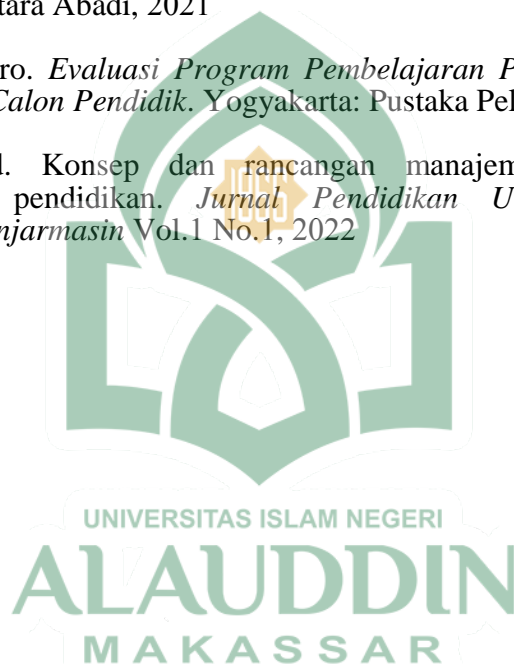 tara Abadi, 2021
ro. Evaluasi Program Pembelajaran P
Calon Pendidik. Yogyakarta: Pustaka Pel
d. Konsep dan rancangan manajem
pendidikan. Jurnal Pendidikan U
njarmasin Vol.1 No.1, 2022
UNIVERSITAS ISLAM NEGERI
ALAUDDIN
MAKASSAR